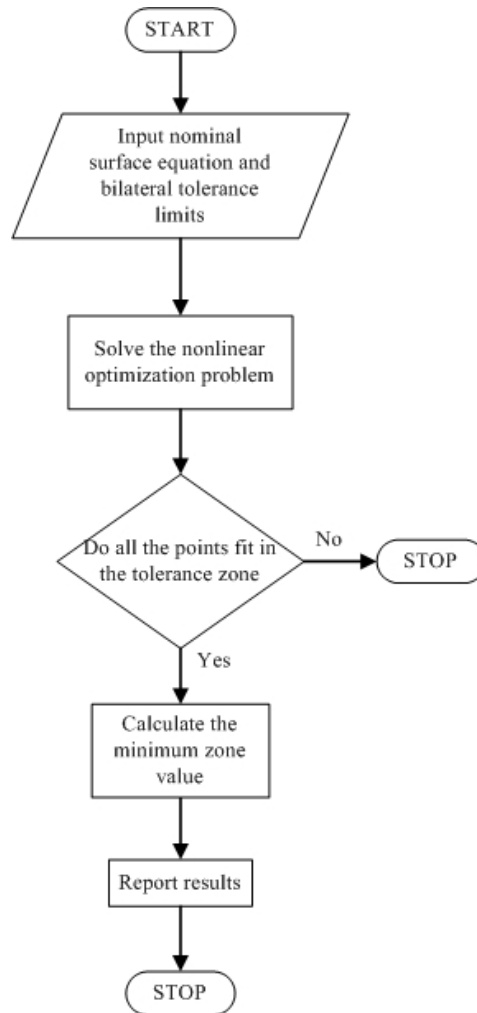 START
Input nominal
surface equation and
bilateral tolerance
limits
Solve the nonlinear
optimization problem
Do all the points fit in
the tolerance zone
No
STOP
Yes
Calculate the
minimum zone
value
Report results
STOP